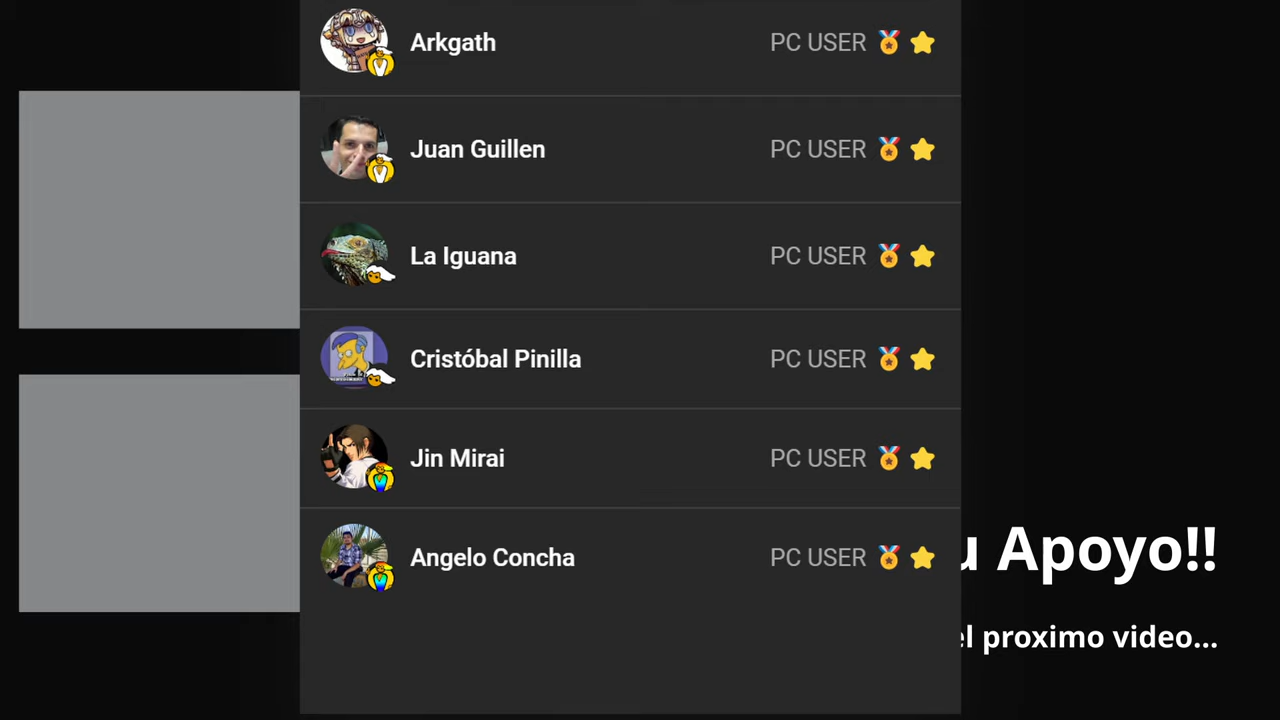 Arkgath PC USER 🏅 ⭐
Juan Guillen PC USER 🏅 ⭐
La Iguana PC USER 🏅 ⭐
Cristóbal Pinilla PC USER 🏅 ⭐
Jin Mirai PC USER 🏅 ⭐
Angelo Concha PC USER 🏅 ⭐
u Apoyo!!
el proximo video...